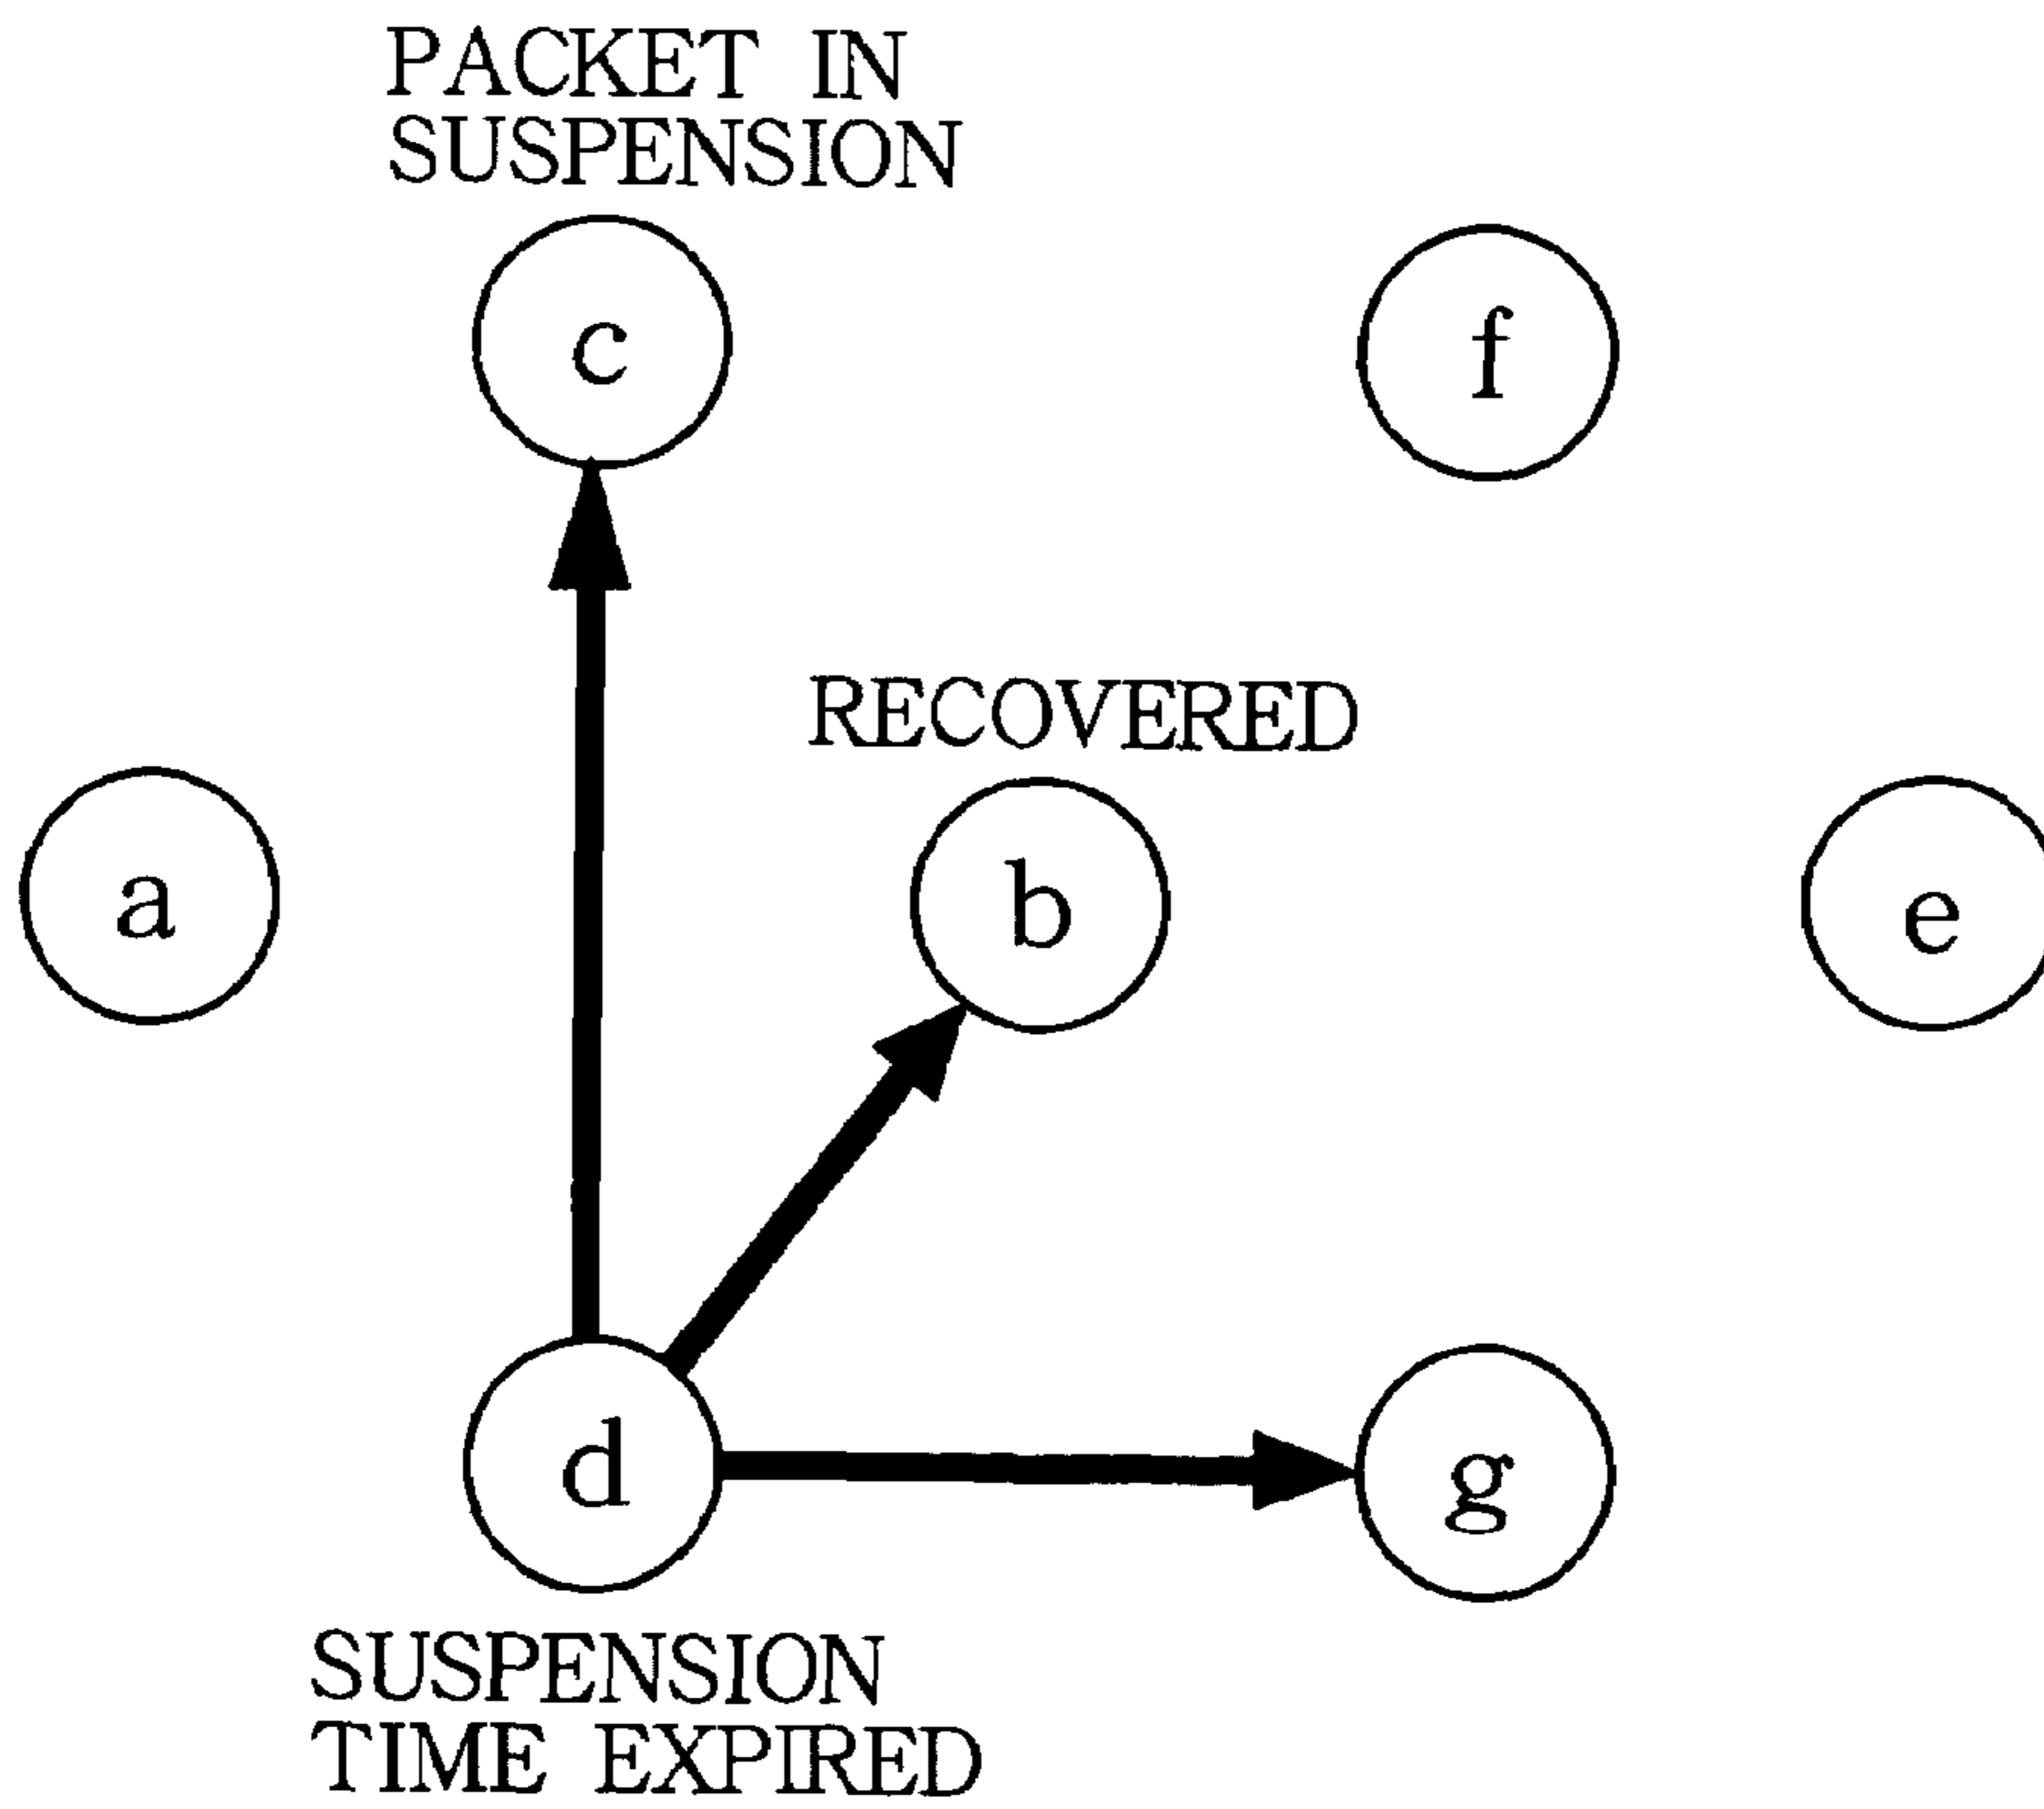 PACKET IN
SUSPENSION
c
f
RECOVERED
a
b
e
d
g
SUSPENSION
TIME EXPIRED